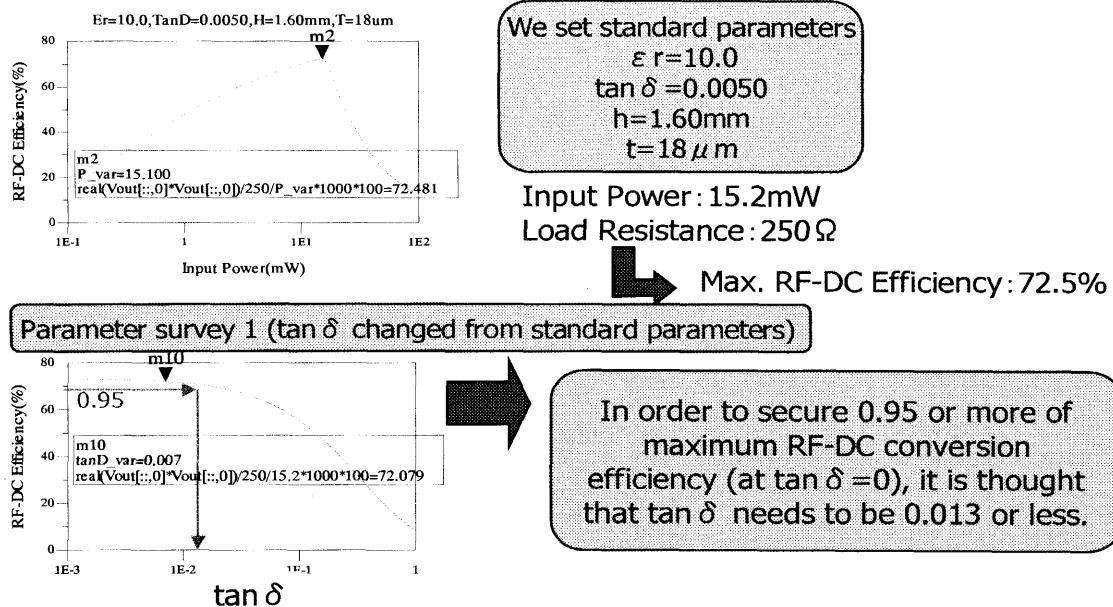 Er=10.0,TanD=0.0050,H=1.60mm,T=18um
m2
80
60
40
20
0
RF-DC Efficiency(%)
m2
P_var=15.100
real(Vout[::,0]*Vout[::,0])/250/P_var*1000*100=72.481
1E-1
1
1E1
1E2
Input Power(mW)
We set standard parameters
εr=10.0
tanδ=0.0050
h=1.60mm
t=18μm
Input Power:15.2mW
Load Resistance:250Ω
Max. RF-DC Efficiency:72.5%
Parameter survey 1 (tanδ changed from standard parameters)
m10
80
60
40
20
0
RF-DC Efficiency(%)
0.95
m10
tanD_var=0.007
real(Vout[::,0]*Vout[::,0])/250/15.2*1000*100=72.079
1E-3
1E-2
1E-1
1
tanδ
In order to secure 0.95 or more of
maximum RF-DC conversion
efficiency (at tanδ=0), it is thought
that tanδ needs to be 0.013 or less.